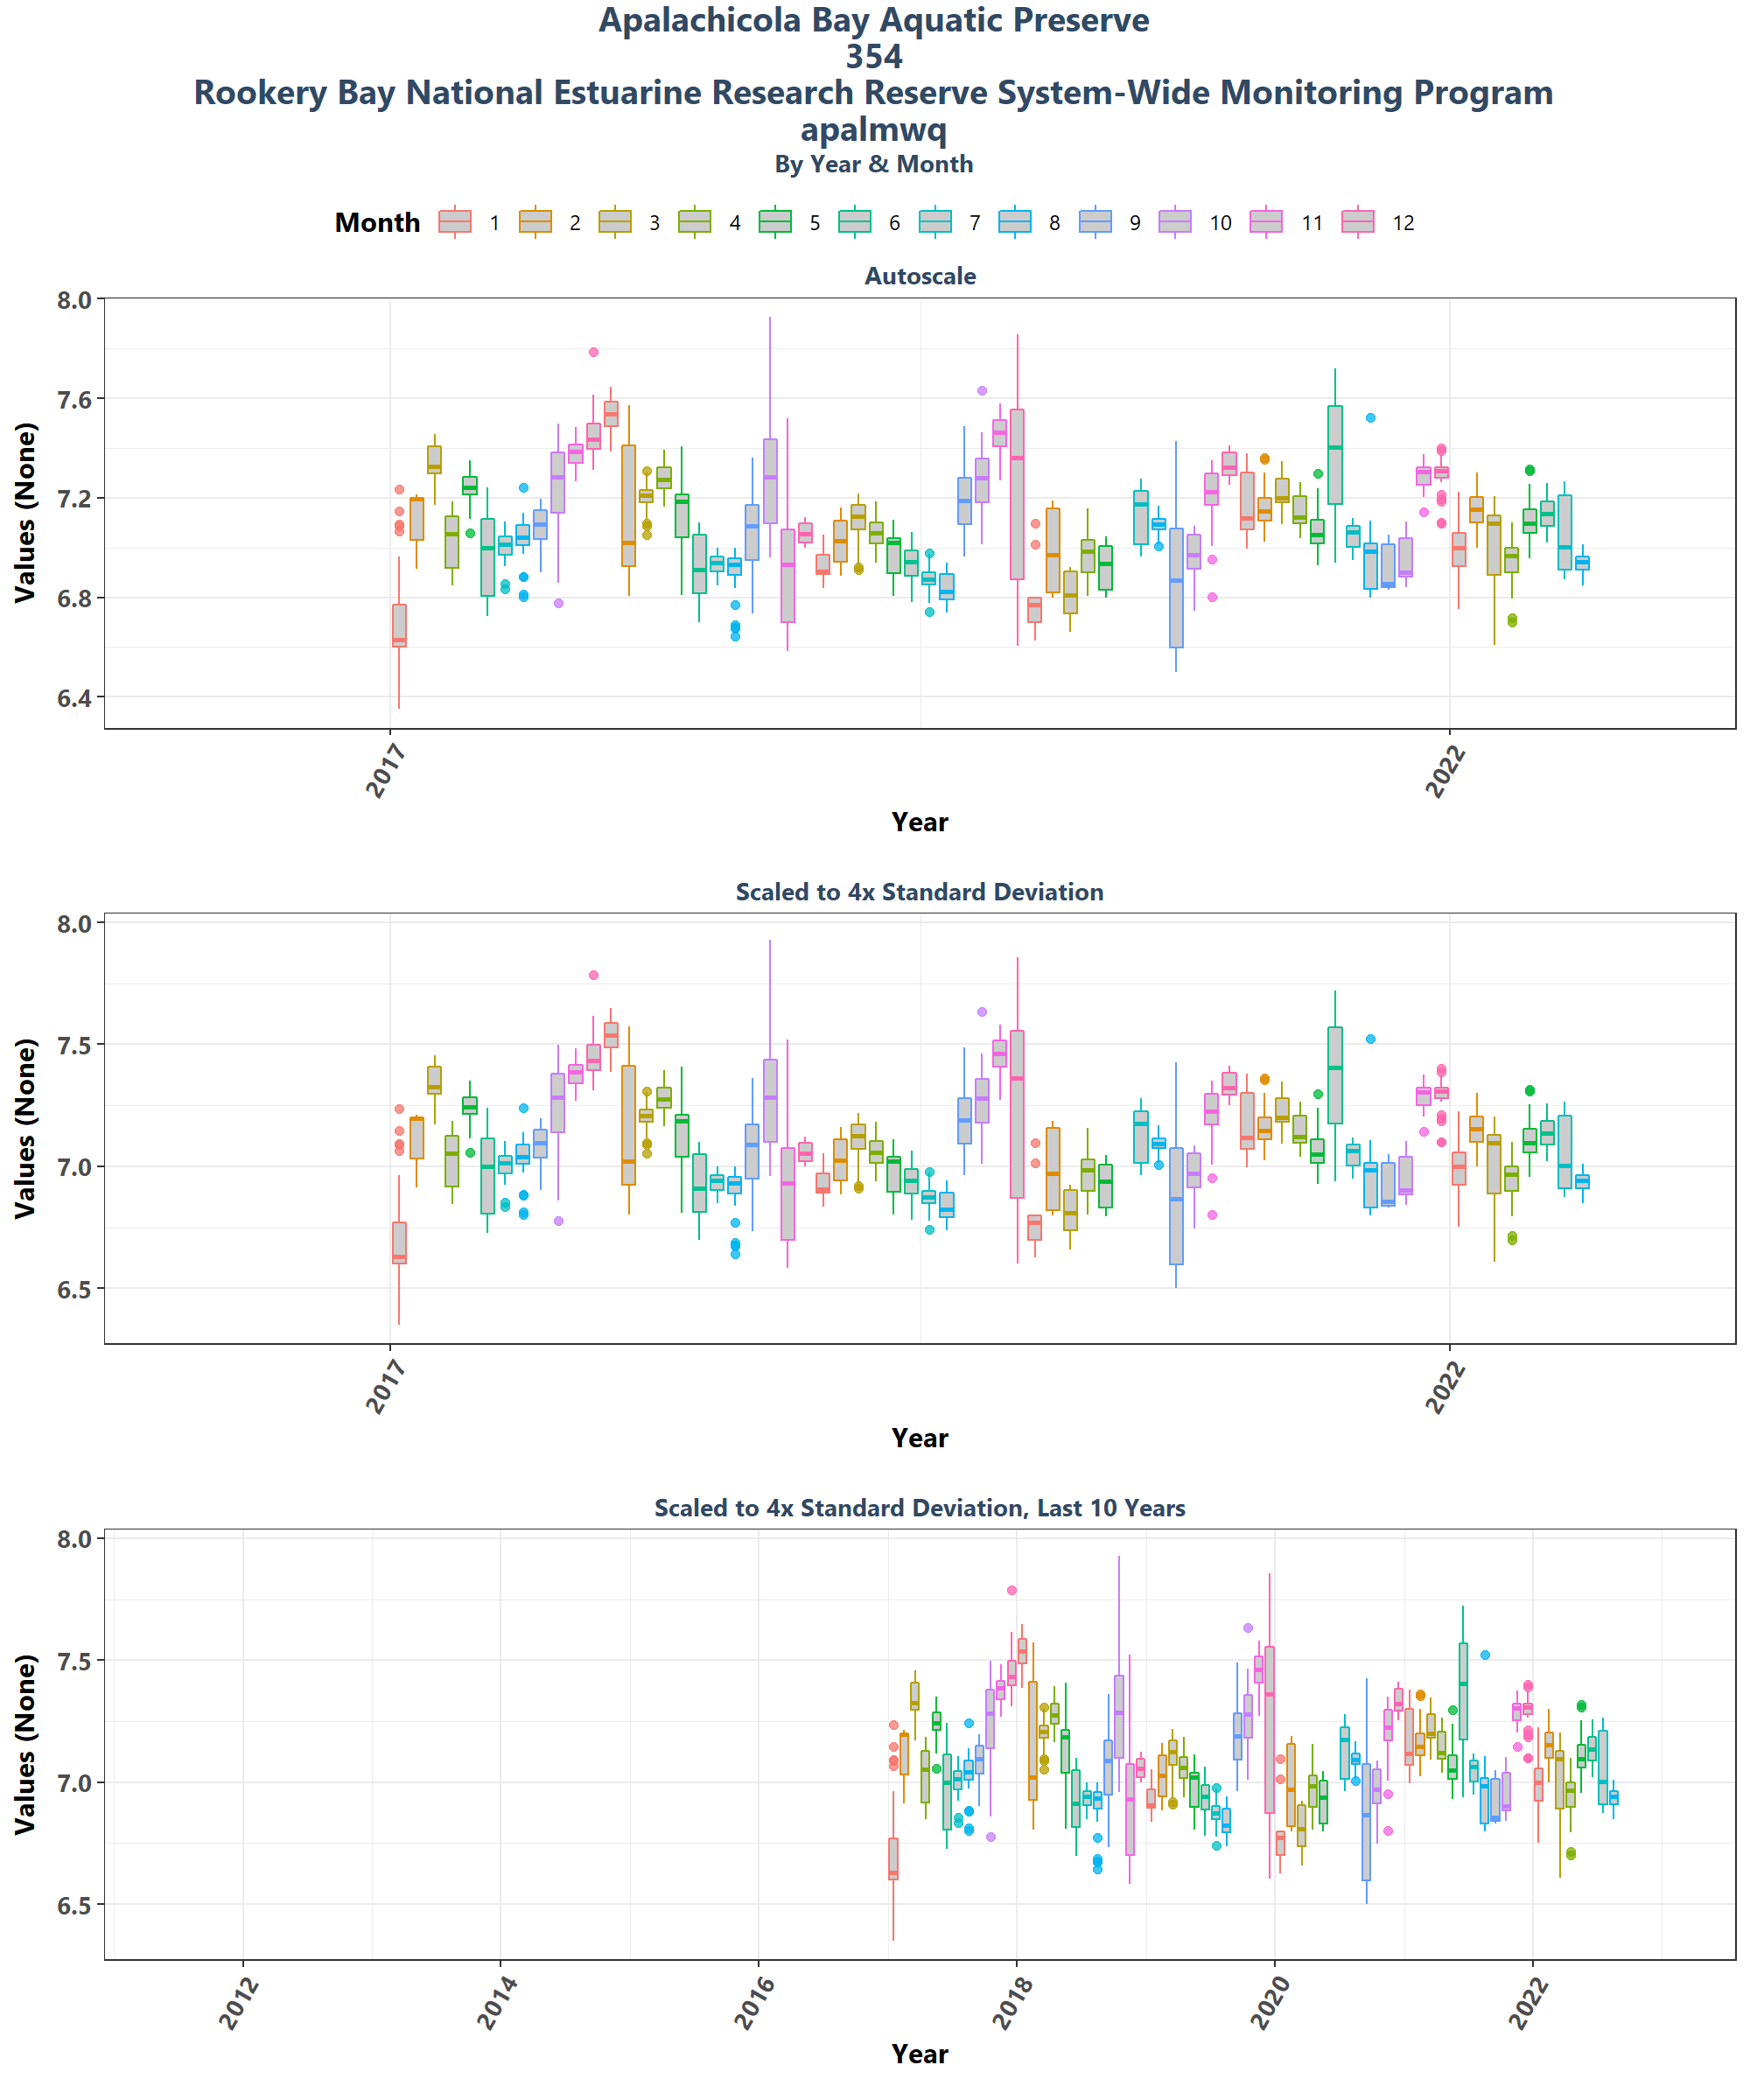 Apalachicola Bay Aquatic Preserve
354
Rookery Bay National Estuarine Research Reserve System-Wide Monitoring Program
apalmwq
By Year & Month
Month 1 2 3 4 5 6 7 8 9 10 11 12
Autoscale
8.0
7.6
7.2
6.8
6.4
Values (None)
2017 2022
Year
Scaled to 4x Standard Deviation
8.0
7.5
7.0
6.5
Values (None)
2017 2022
Year
Scaled to 4x Standard Deviation, Last 10 Years
8.0
7.5
7.0
6.5
Values (None)
2012 2014 2016 2018 2020 2022
Year